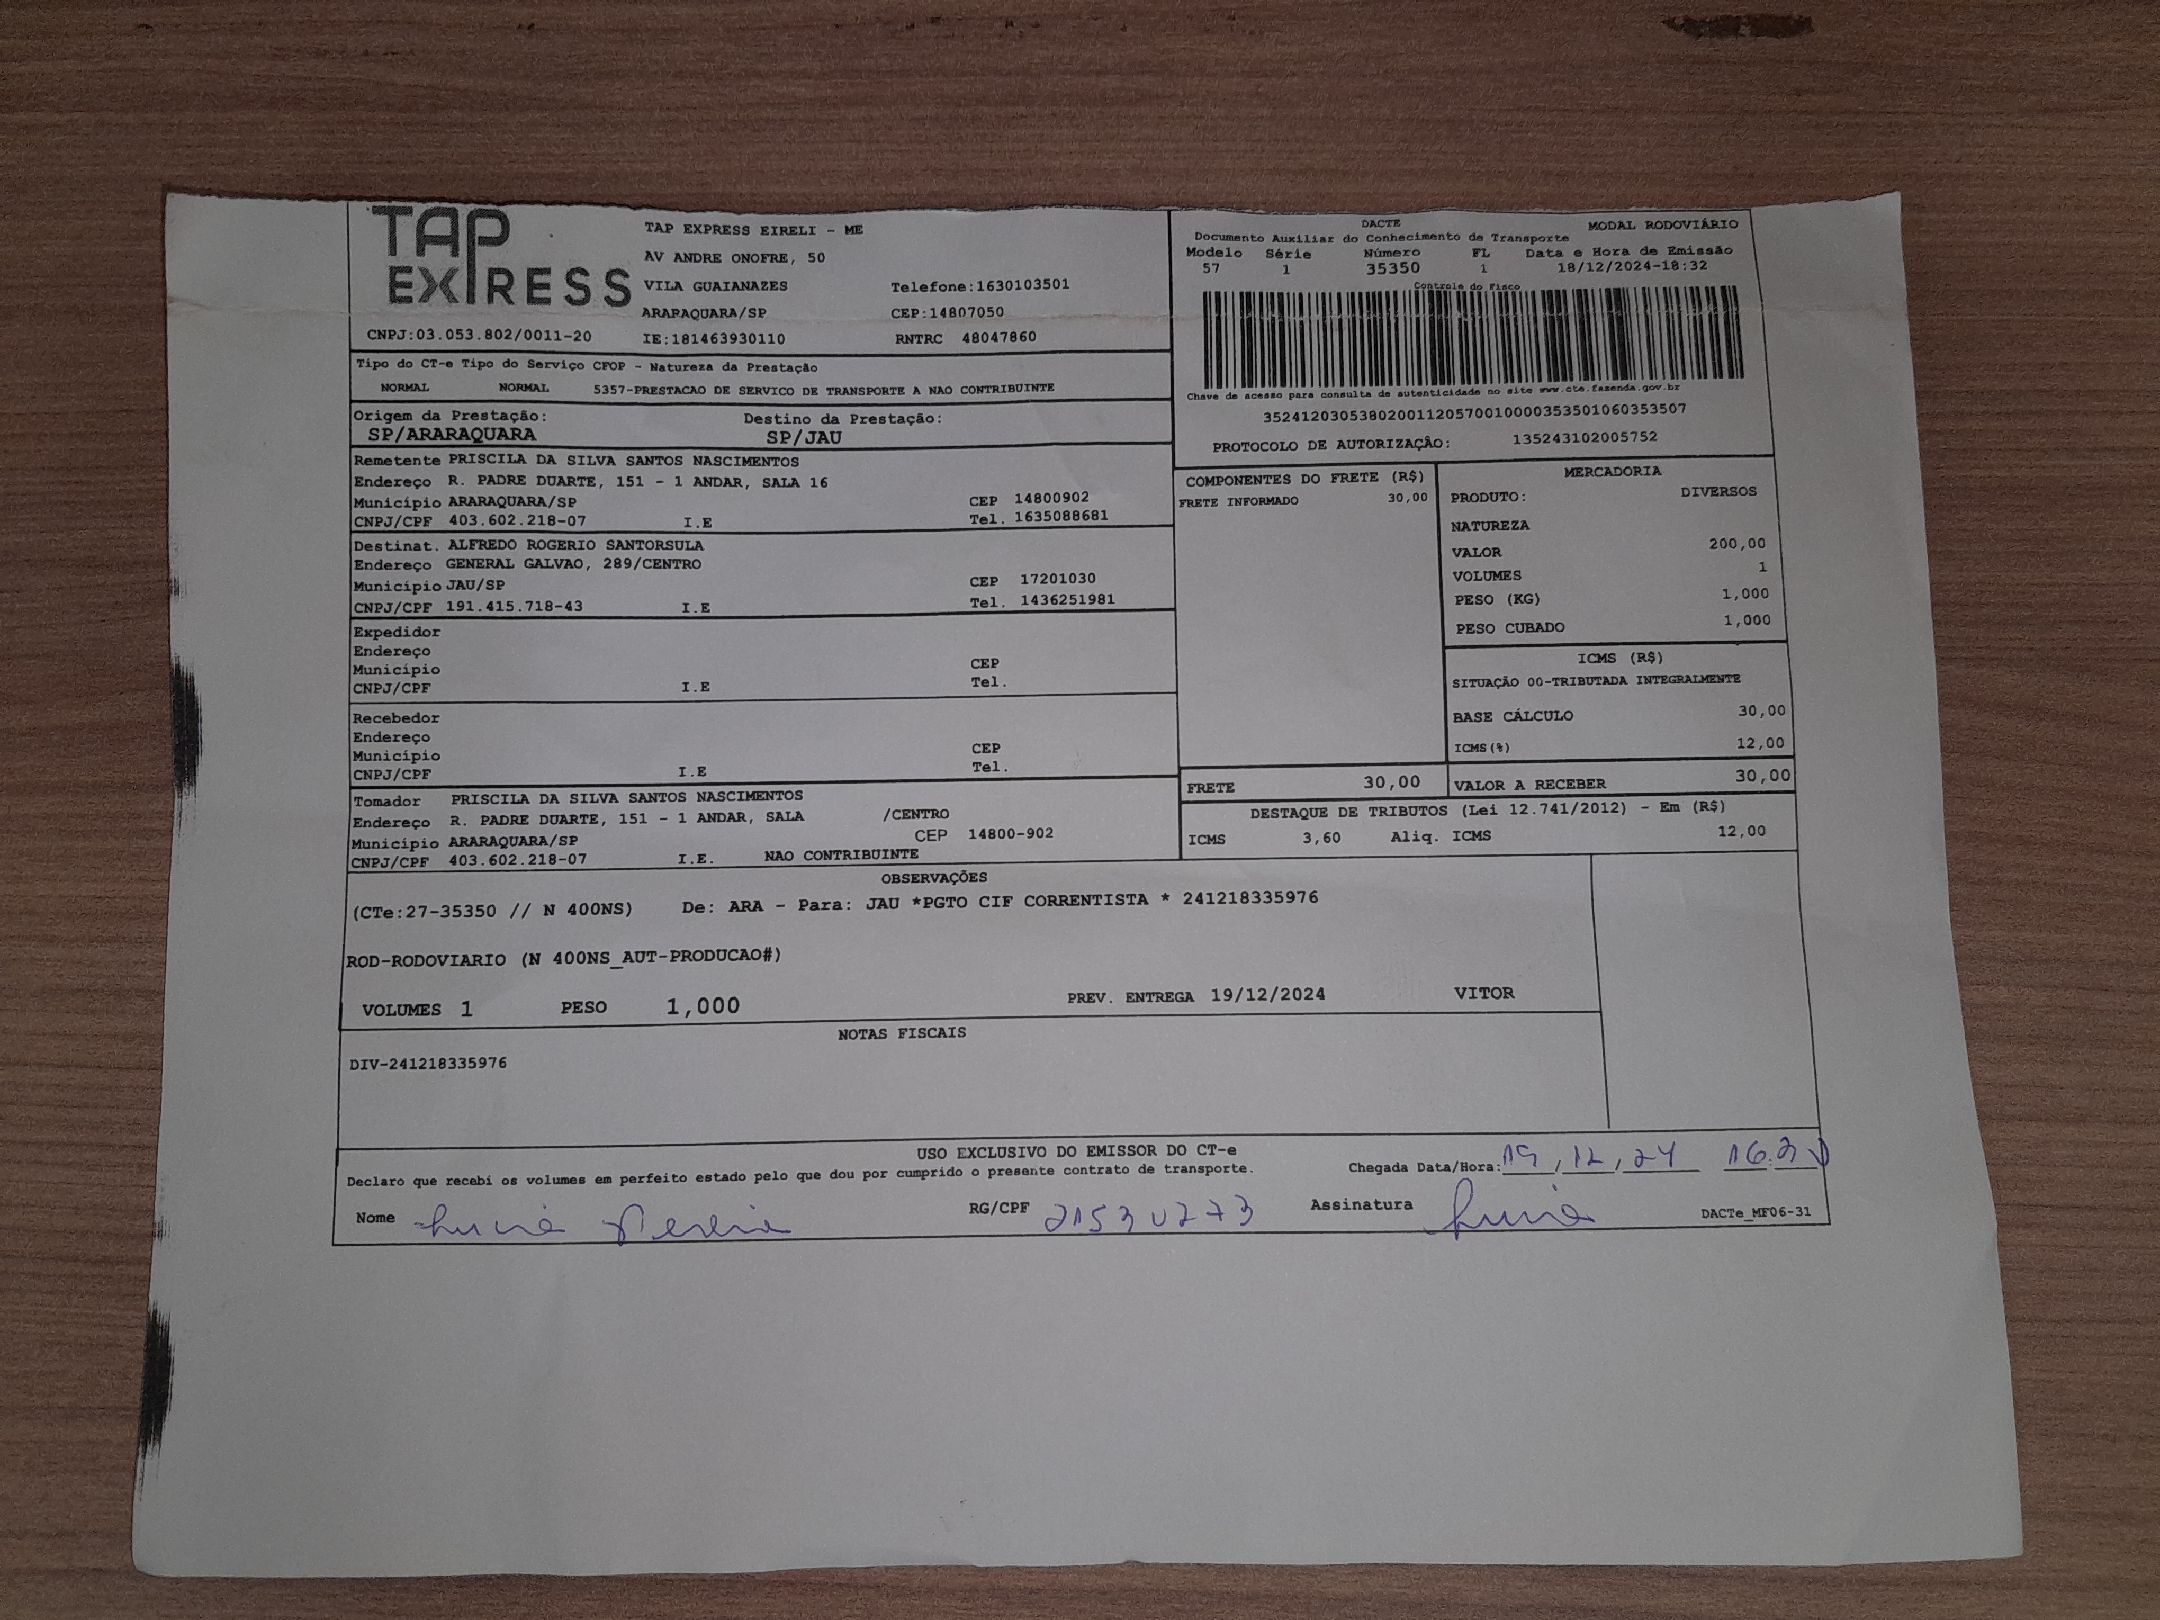 TAP EXPRESS
TAP EXPRESS EIRELI - ME
AV ANDRE ONOFRE, 50
VILA GUAIANAZES Telefone:1630103501
ARAPAQUARA/SP CEP:14807050
CNPJ:03.053.802/0011-20 IE:181463930110 RNTRC 48047860
DACTE MODAL RODOVIÁRIO
Documento Auxiliar do Conhecimento de Transporte
Modelo Série Número FL Data e Hora de Emissão
57 1 35350 1 18/12/2024-18:32
Controle do Fisco
Chave de acesso para consulta de autenticidade no site www.cte.fazenda.gov.br
35241203053802001120570010000353501060353507
PROTOCOLO DE AUTORIZAÇÂO: 135243102005752
Tipo do CT-e Tipo do Serviço CFOP - Natureza da Prestação
NORMAL NORMAL 5357-PRESTACAO DE SERVICO DE TRANSPORTE A NAO CONTRIBUINTE
Origem da Prestação: Destino da Prestação:
SP/ARARAQUARA SP/JAU
Remetente PRISCILA DA SILVA SANTOS NASCIMENTOS
Endereço R. PADRE DUARTE, 151 - 1 ANDAR, SALA 16
Município ARARAQUARA/SP CEP 14800902
CNPJ/CPF 403.602.218-07 I.E Tel. 1635088681
Destinat. ALFREDO ROGERIO SANTORSULA
Endereço GENERAL GALVAO, 289/CENTRO
Município JAU/SP CEP 17201030
CNPJ/CPF 191.415.718-43 I.E Tel. 1436251981
Expedidor
Endereço
Município CEP
CNPJ/CPF I.E Tel.
Recebedor
Endereço
Município CEP
CNPJ/CPF I.E Tel.
Tomador PRISCILA DA SILVA SANTOS NASCIMENTOS
Endereço R. PADRE DUARTE, 151 - 1 ANDAR, SALA /CENTRO
Município ARARAQUARA/SP CEP 14800-902
CNPJ/CPF 403.602.218-07 I.E. NAO CONTRIBUINTE
COMPONENTES DO FRETE (R$)
FRETE INFORMADO 30,00
MERCADORIA
PRODUTO: DIVERSOS
NATUREZA
VALOR 200,00
VOLUMES 1
PESO (KG) 1,000
PESO CUBADO 1,000
ICMS (R$)
SITUAÇÃO 00-TRIBUTADA INTEGRALMENTE
BASE CÁLCULO 30,00
ICMS(%) 12,00
FRETE 30,00 VALOR A RECEBER 30,00
DESTAQUE DE TRIBUTOS (Lei 12.741/2012) - Em (R$)
ICMS 3,60 Aliq. ICMS 12,00
OBSERVAÇÕES
(CTe:27-35350 // N 400NS) De: ARA - Para: JAU *PGTO CIF CORRENTISTA * 241218335976
ROD-RODOVIARIO (N 400NS_AUT-PRODUCAO#)
VOLUMES 1 PESO 1,000 PREV. ENTREGA 19/12/2024 VITOR
NOTAS FISCAIS
DIV-241218335976
USO EXCLUSIVO DO EMISSOR DO CT-e
Declaro que recebi os volumes em perfeito estado pelo que dou por cumprido o presente contrato de transporte. Chegada Data/Hora: 19,12,24
Nome Pereira RG/CPF Assinatura DACTe_MF06-31